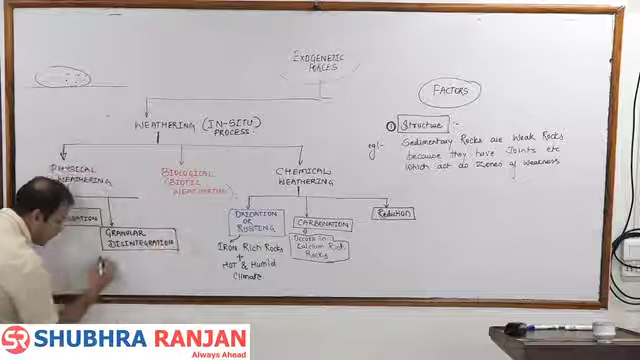 EXOGENETIC
FORCES
WEATHERING (IN-SITU
PROCESS)
PHYSICAL
WEATHERING
BIOLOGICAL
(BIOTIC WEATHERING)
CHEMICAL
WEATHERING
GRANULAR
DISINTEGRATION
OXIDATION
OR
RUSTING
IRON Rich Rocks
+
HOT & Humid
Climate
CARBONATION
Occurs in
Calcium Rich
Rocks
Reduction
FACTORS
① Structure :-
eg:- Sedimentary Rocks are Weak Rocks
because they have Joints etc
Which act as Zones of Weakness
SR SHUBHRA RANJAN
Always Ahead